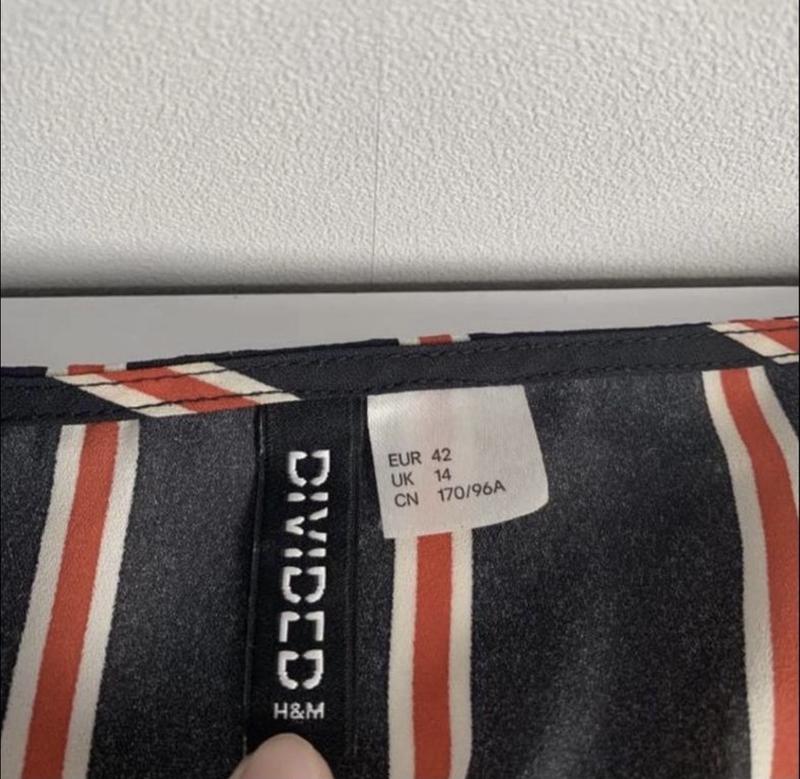 DIVIDED
H&M
EUR 42
UK 14
CN 170/96A